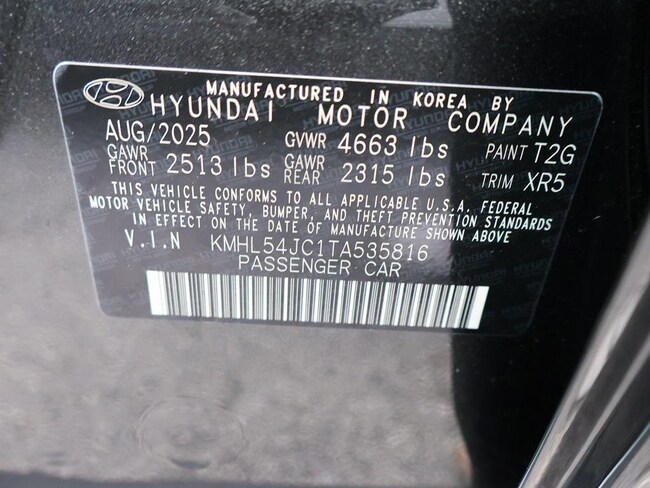 MANUFACTURED IN KOREA BY
HYUNDAI MOTOR COMPANY
AUG/2025 GVWR 4663 lbs PAINT T2G
GAWR FRONT 2513 lbs GAWR REAR 2315 lbs TRIM XR5
THIS VEHICLE CONFORMS TO ALL APPLICABLE U.S.A. FEDERAL
MOTOR VEHICLE SAFETY, BUMPER, AND THEFT PREVENTION STANDARDS
IN EFFECT ON THE DATE OF MANUFACTURE SHOWN ABOVE
V.I.N KMHL54JC1TA535816
PASSENGER CAR